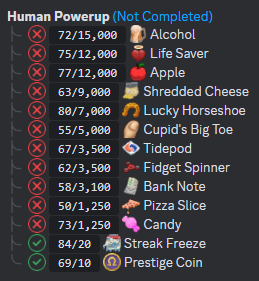 Human Powerup (Not Completed)
72/15,000 Alcohol
75/12,000 Life Saver
77/12,000 Apple
63/9,000 Shredded Cheese
80/7,000 Lucky Horseshoe
55/5,000 Cupid's Big Toe
67/3,500 Tidepod
62/3,500 Fidget Spinner
58/3,100 Bank Note
50/1,250 Pizza Slice
73/1,250 Candy
84/20 Streak Freeze
69/10 Prestige Coin